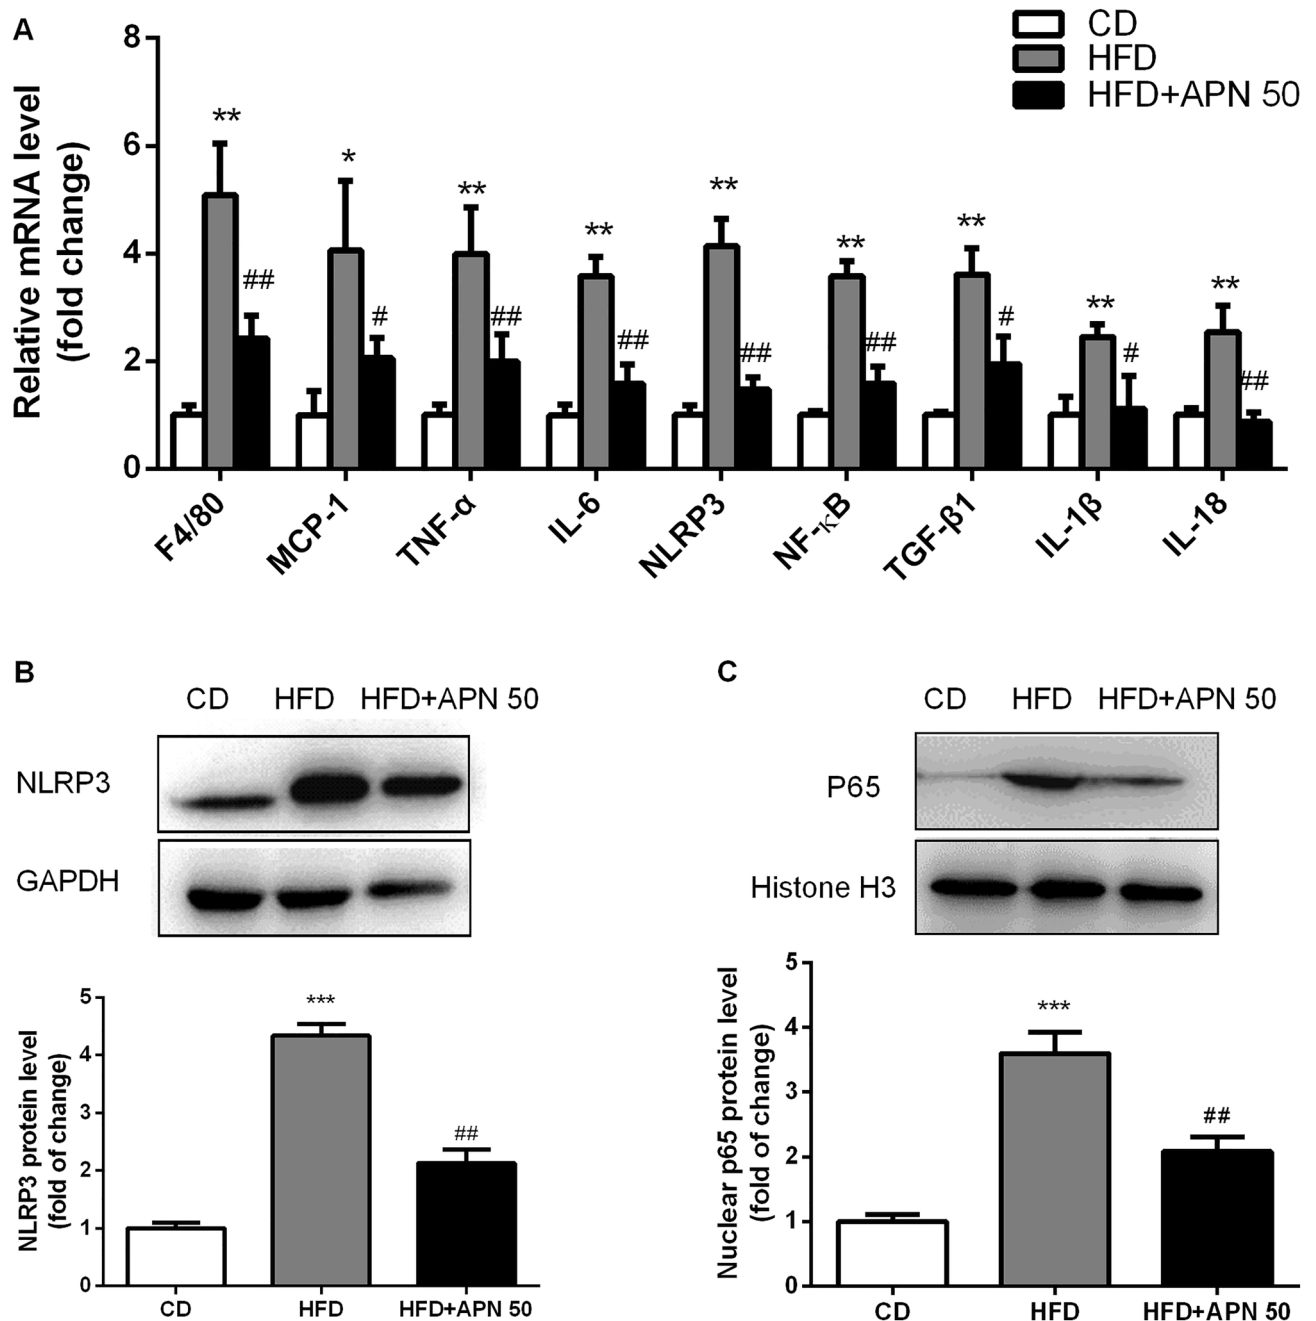 A
CD
HFD
HFD+APN 50
Relative mRNA level
(fold change)
8
6
4
2
0
**
##
*
#
**
##
**
##
**
##
**
##
**
#
**
#
**
##
F4/80
MCP-1
TNF-α
IL-6
NLRP3
NF-κB
TGF-β1
IL-1β
IL-18
B
CD HFD HFD+APN 50
NLRP3
GAPDH
NLRP3 protein level
(fold of change)
5
4
3
2
1
0
***
##
CD HFD HFD+APN 50
C
CD HFD HFD+APN 50
P65
Histone H3
Nuclear p65 protein level
(fold of change)
5
4
3
2
1
0
***
##
CD HFD HFD+APN 50